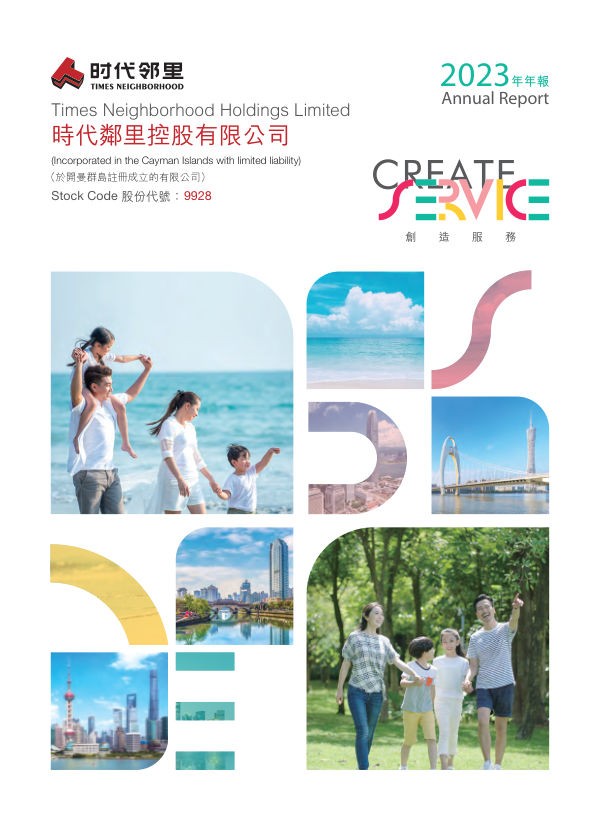 时代邻里
TIMES NEIGHBORHOOD
2023年年報
Annual Report
Times Neighborhood Holdings Limited
時代鄰里控股有限公司
(Incorporated in the Cayman Islands with limited liability)
(於開曼群島註冊成立的有限公司)
Stock Code 股份代號：9928
CREATE
SERVICE
創造服務